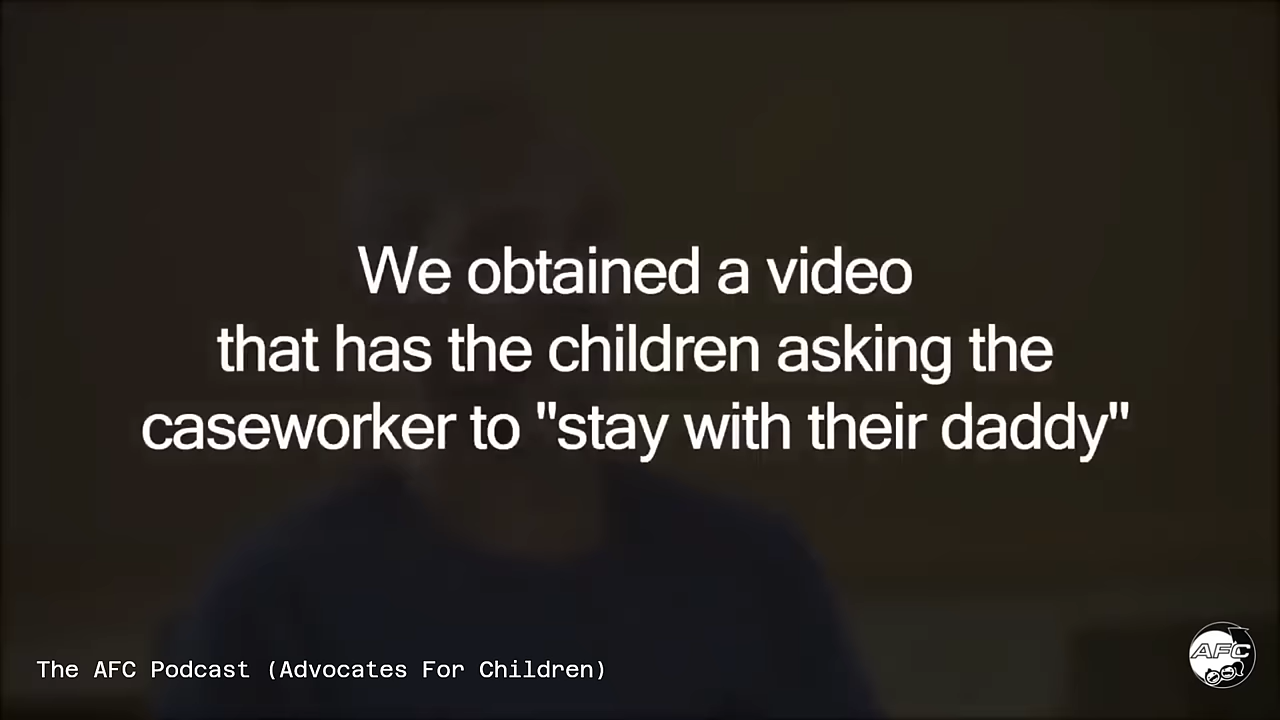 We obtained a video
that has the children asking the
caseworker to "stay with their daddy"
The AFC Podcast (Advocates For Children)
AFC